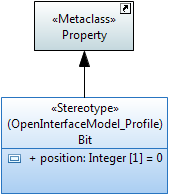 «Metaclass»
Property
«Stereotype»
(OpenInterfaceModel_Profile)
Bit
+ position: Integer [1] = 0